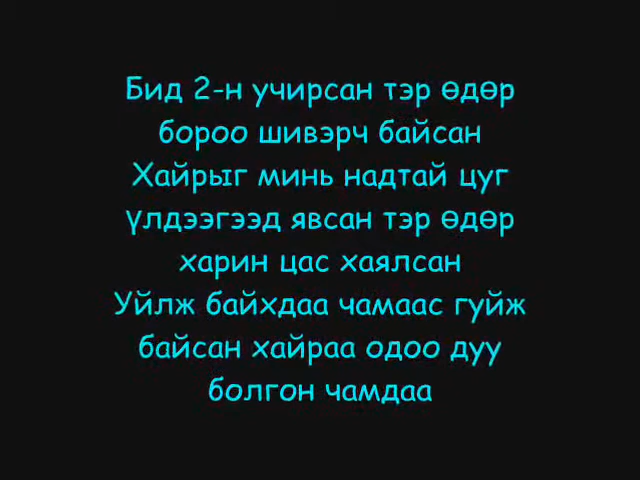 Бид 2-н учирсан тэр өдөр
бороо шивэрч байсан
Хайрыг минь надтай цуг
үлдээгээд явсан тэр өдөр
харин цас хаялсан
Уйлж байхдаа чамаас гуйж
байсан хайраа одоо дуу
болгон чамдаа